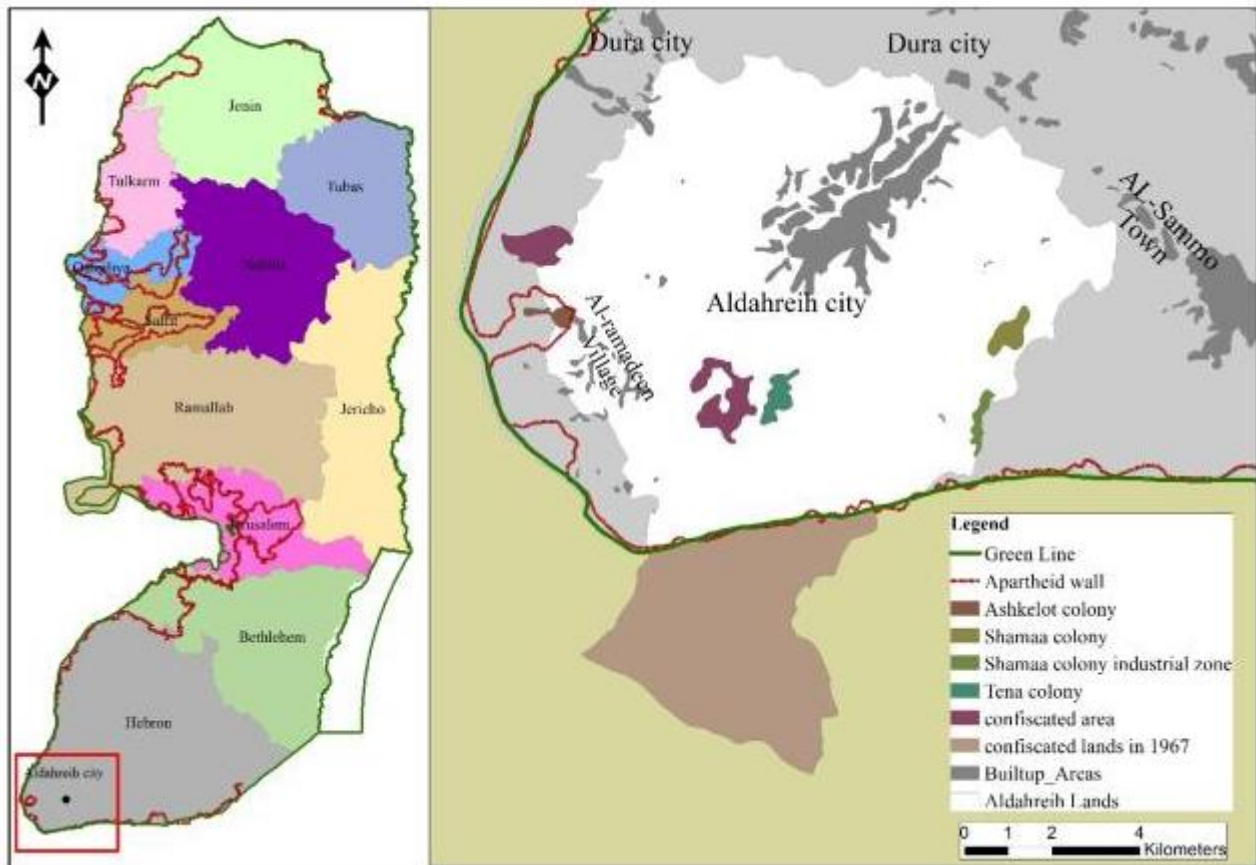 N
Jenin
Tulkarm
Tubas
Nablus
Qalqilya
Salfit
Ramallah
Jericho
Jerusalem
Bethlehem
Hebron
Aldahreih city
Dura city
Dura city
AL-Sammo
Town
Aldahreih city
Al-ramadeen
Village
Legend
Green Line
Apartheid wall
Ashkelot colony
Shamaa colony
Shamaa colony industrial zone
Tena colony
confiscated area
confiscated lands in 1967
Builtup_Areas
Aldahreih Lands
0 1 2 4
Kilometers